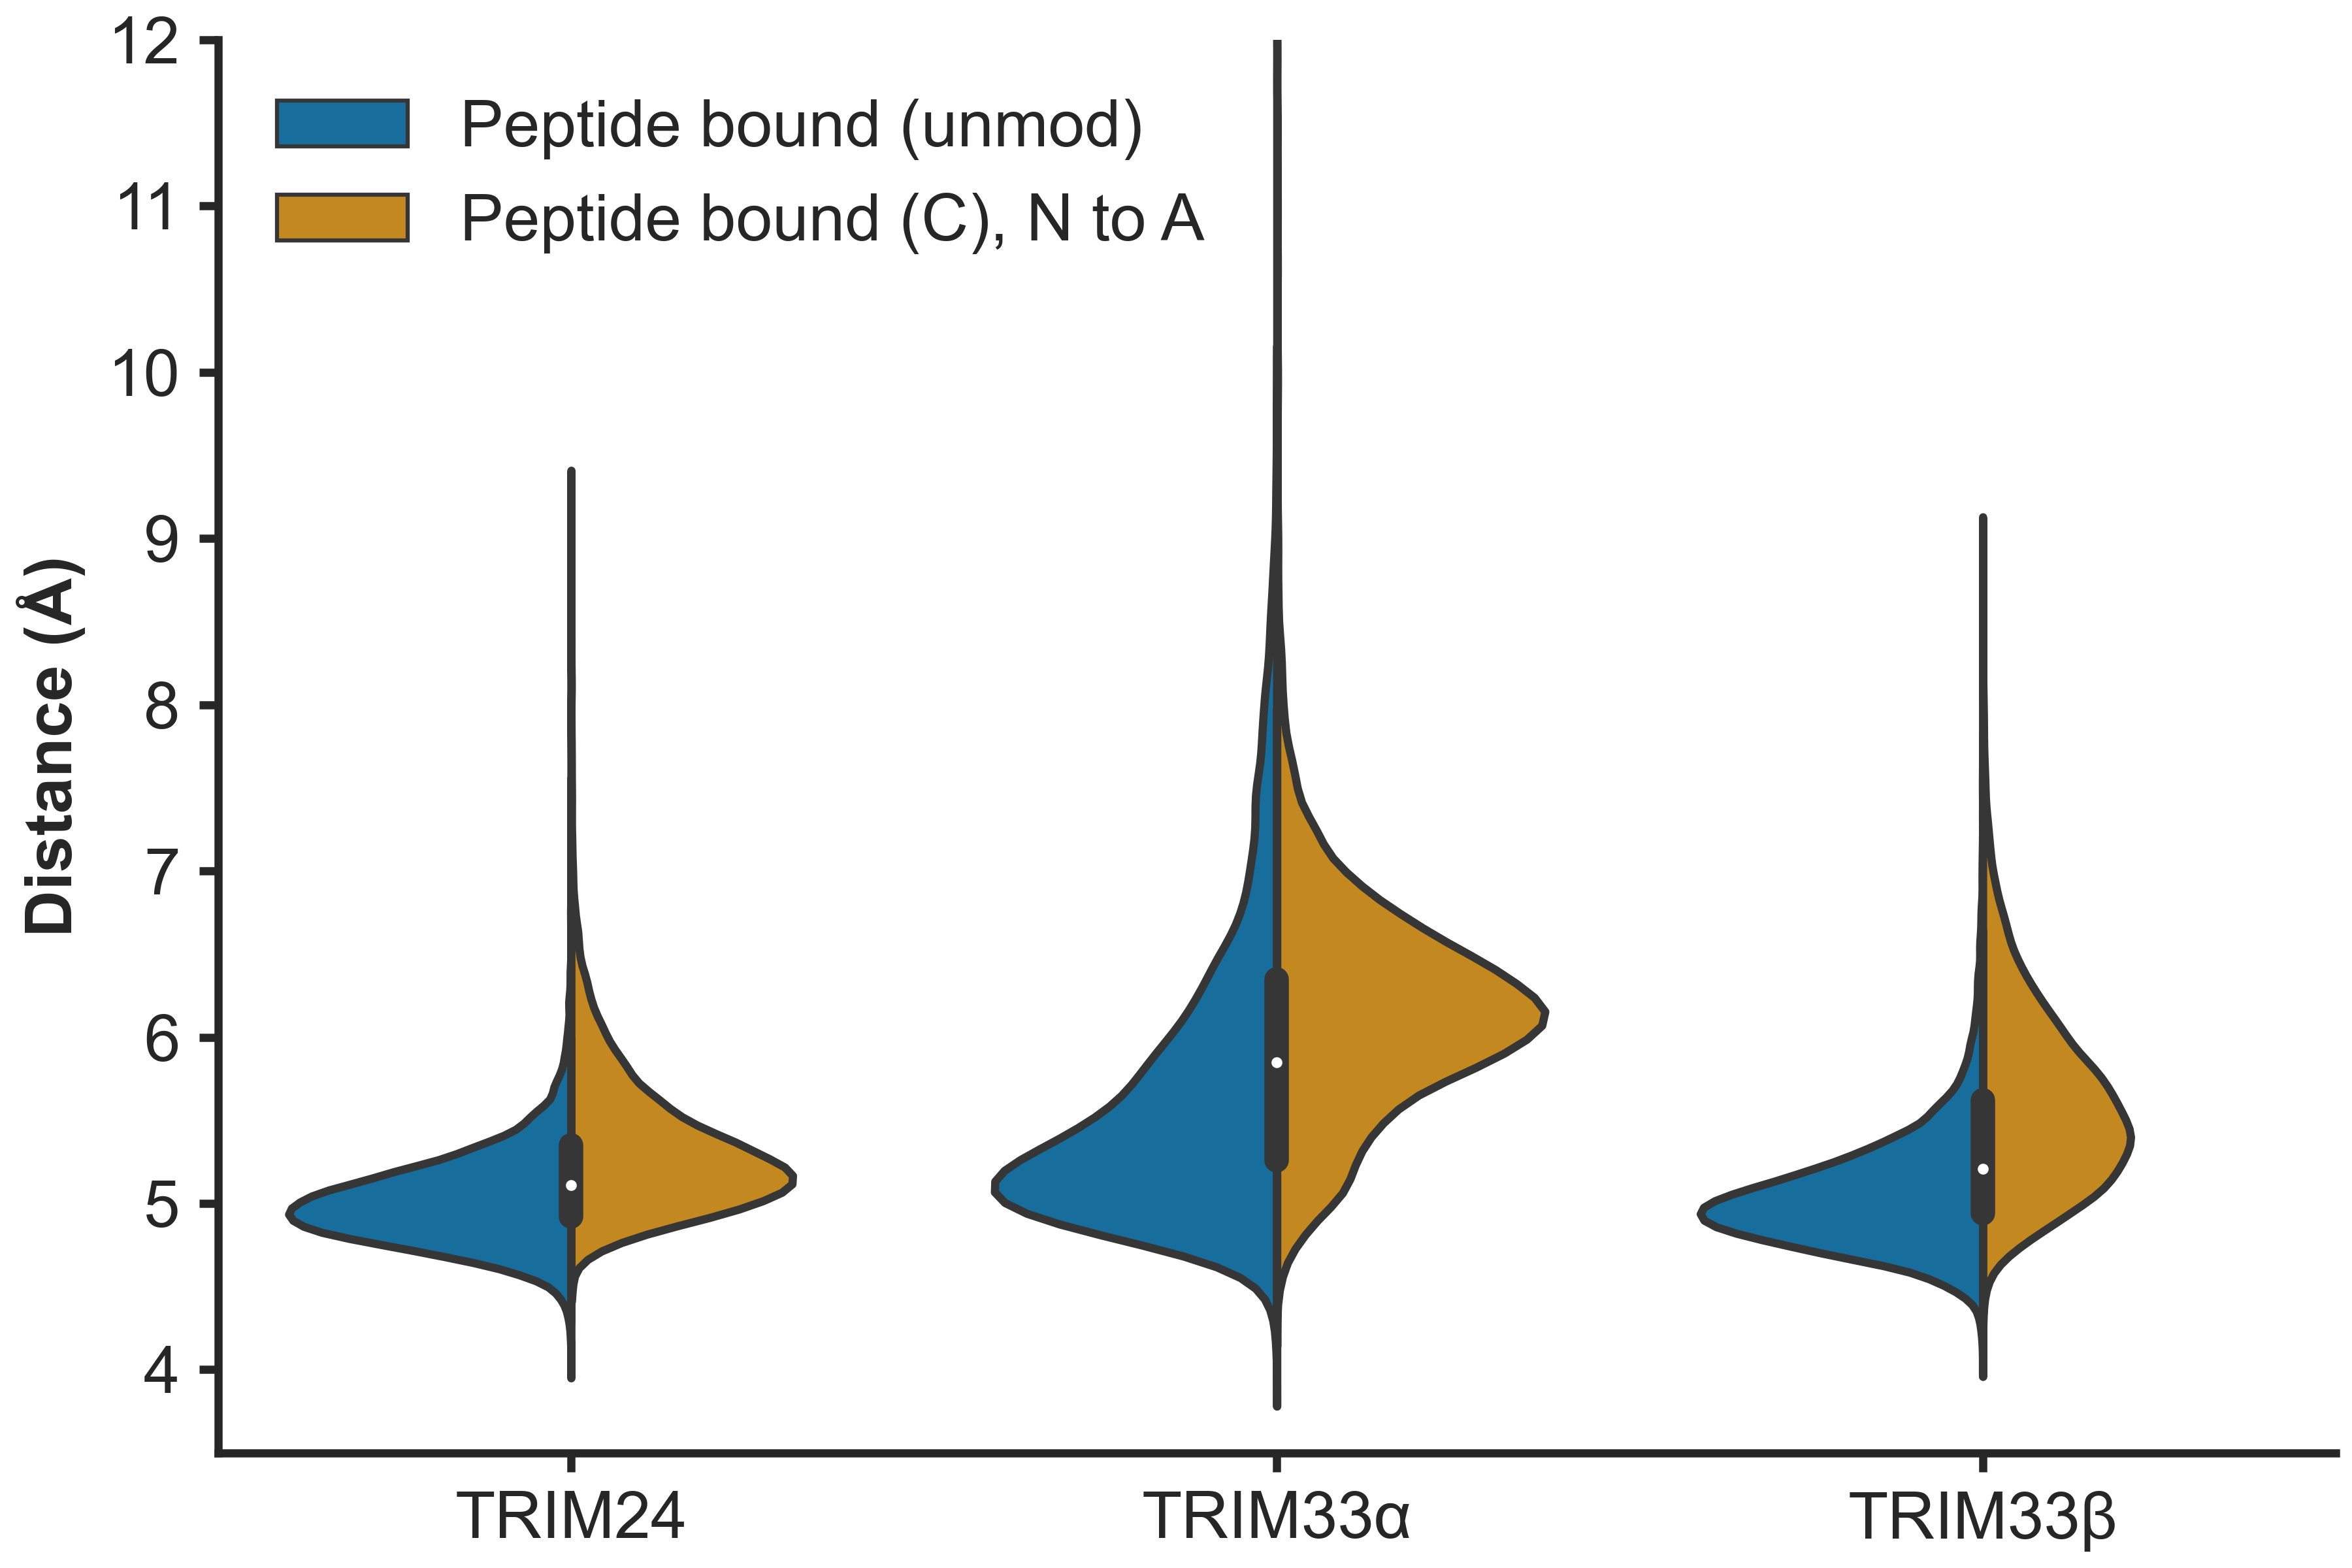 12
11
10
9
8
7
6
5
4
Distance (Å)
Peptide bound (unmod)
Peptide bound (C), N to A
TRIM24
TRIM33α
TRIM33β